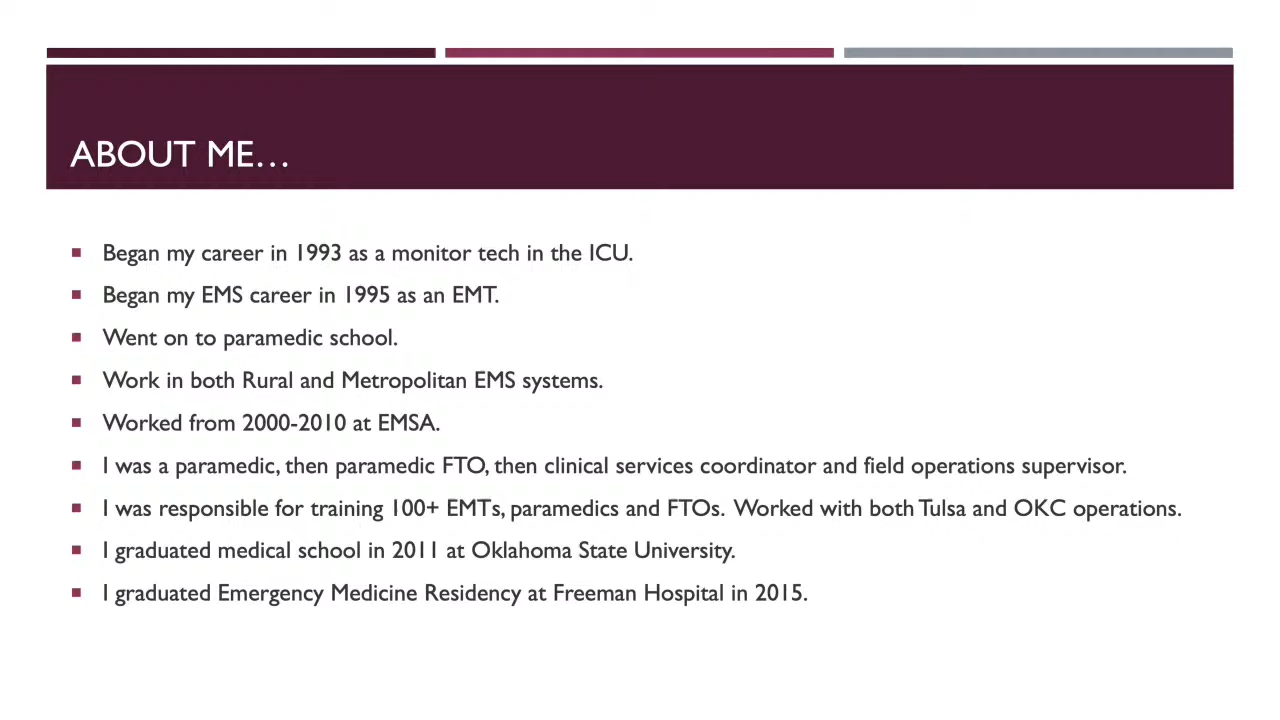 ABOUT ME…
Began my career in 1993 as a monitor tech in the ICU.
Began my EMS career in 1995 as an EMT.
Went on to paramedic school.
Work in both Rural and Metropolitan EMS systems.
Worked from 2000-2010 at EMSA.
I was a paramedic, then paramedic FTO, then clinical services coordinator and field operations supervisor.
I was responsible for training 100+ EMTs, paramedics and FTOs.  Worked with both Tulsa and OKC operations.
I graduated medical school in 2011 at Oklahoma State University.
I graduated Emergency Medicine Residency at Freeman Hospital in 2015.